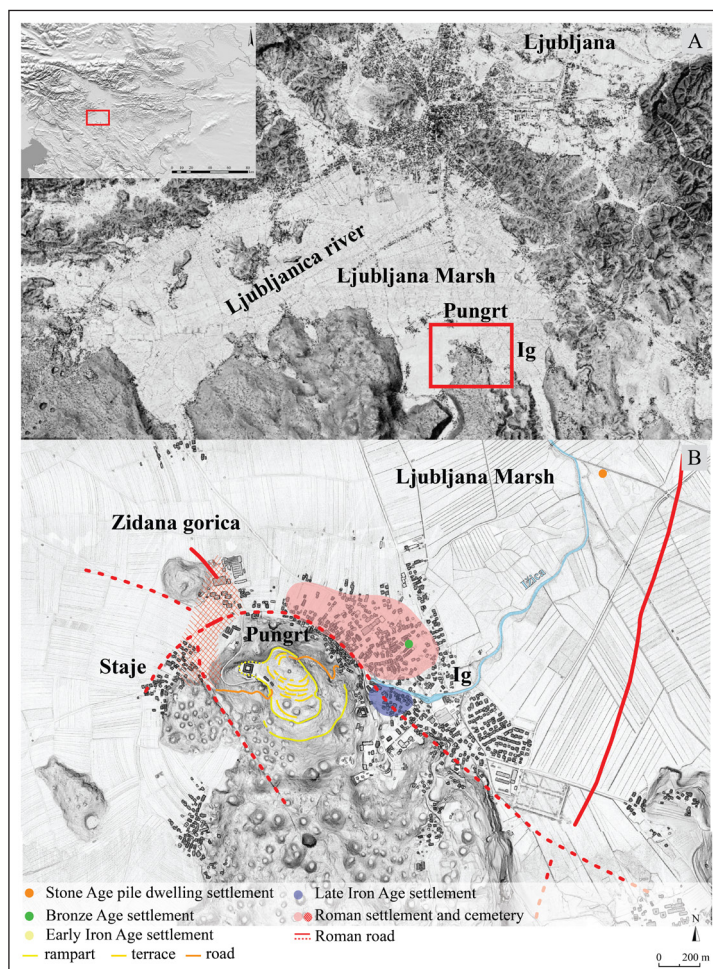 Ljubljana
A
Ljubljanica river
Ljubljana Marsh
Pungrt
Ig
B
Ljubljana Marsh
Zidana gorica
Pungrt
Staje
Ig
Stone Age pile dwelling settlement
Bronze Age settlement
Early Iron Age settlement
rampart terrace road
Late Iron Age settlement
Roman settlement and cemetery
Roman road
N
200 m